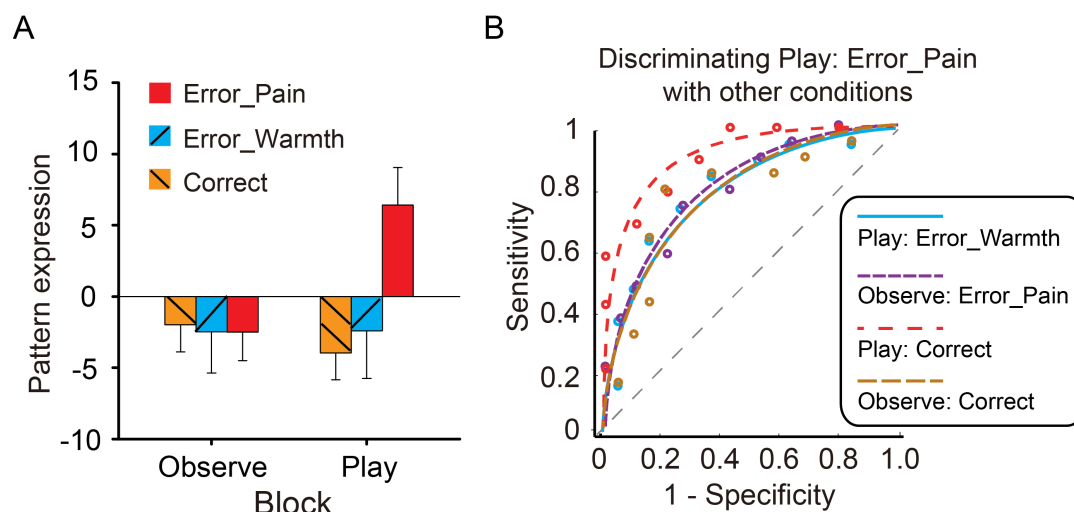 A
15
10
5
0
-5
-10
Pattern expression
Error_Pain
Error_Warmth
Correct
Observe
Play
Block
B
Discriminating Play: Error_Pain
with other conditions
1
0.8
0.6
0.4
0.2
0
Sensitivity
0
0.2
0.4
0.6
0.8
1.0
1 - Specificity
Play: Error_Warmth
Observe: Error_Pain
Play: Correct
Observe: Correct